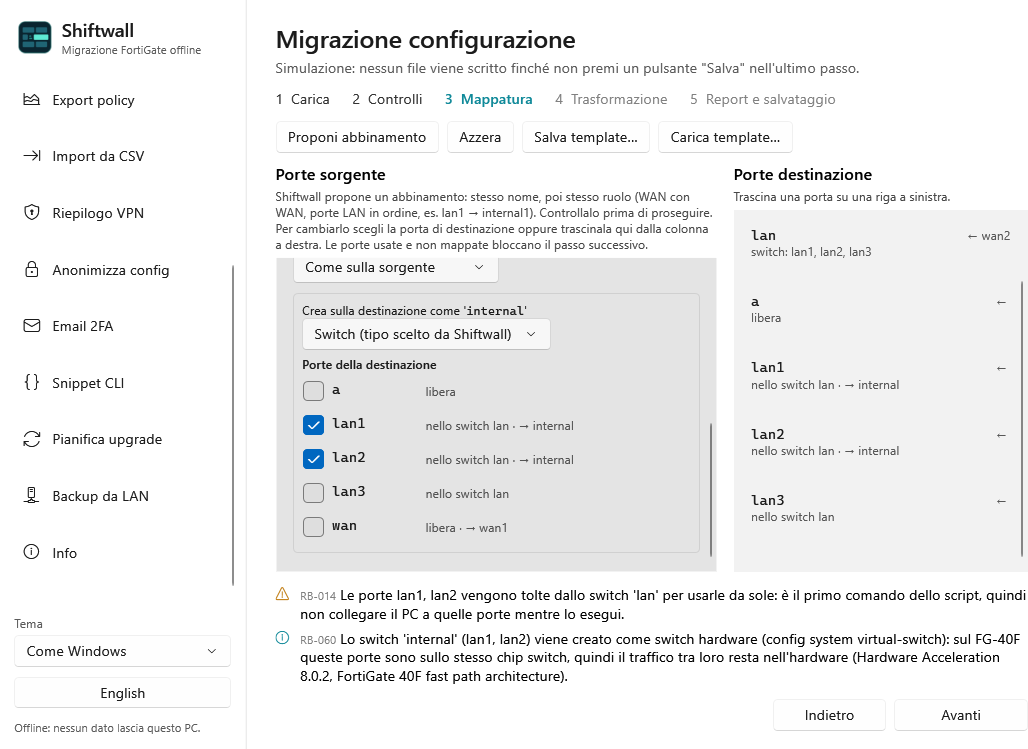 Shiftwall
Migrazione FortiGate offline
Export policy
Import da CSV
Riepilogo VPN
Anonimizza config
Email 2FA
Snippet CLI
Pianifica upgrade
Backup da LAN
Info
Tema
Come Windows
English
Offline: nessun dato lascia questo PC.
Migrazione configurazione
Simulazione: nessun file viene scritto finché non premi un pulsante "Salva" nell'ultimo passo.
1 Carica 2 Controlli 3 Mappatura 4 Trasformazione 5 Report e salvataggio
Proponi abbinamento Azzera Salva template... Carica template...
Porte sorgente
Shiftwall propone un abbinamento: stesso nome, poi stesso ruolo (WAN con
WAN, porte LAN in ordine, es. lan1 → internal1). Controllalo prima di proseguire.
Per cambiarlo scegli la porta di destinazione oppure trascinala qui dalla colonna
a destra. Le porte usate e non mappate bloccano il passo successivo.
Come sulla sorgente
Crea sulla destinazione come 'internal'
Switch (tipo scelto da Shiftwall)
Porte della destinazione
a libera
lan1 nello switch lan · → internal
lan2 nello switch lan · → internal
lan3 nello switch lan
wan libera · → wan1
Porte destinazione
Trascina una porta su una riga a sinistra.
lan ← wan2
switch: lan1, lan2, lan3
a ←
libera
lan1 ←
nello switch lan · → internal
lan2 ←
nello switch lan · → internal
lan3 ←
nello switch lan
RB-014 Le porte lan1, lan2 vengono tolte dallo switch 'lan' per usarle da sole: è il primo comando dello script, quindi
non collegare il PC a quelle porte mentre lo esegui.
RB-060 Lo switch 'internal' (lan1, lan2) viene creato come switch hardware (config system virtual-switch): sul FG-40F
queste porte sono sullo stesso chip switch, quindi il traffico tra loro resta nell'hardware (Hardware Acceleration
8.0.2, FortiGate 40F fast path architecture).
Indietro Avanti